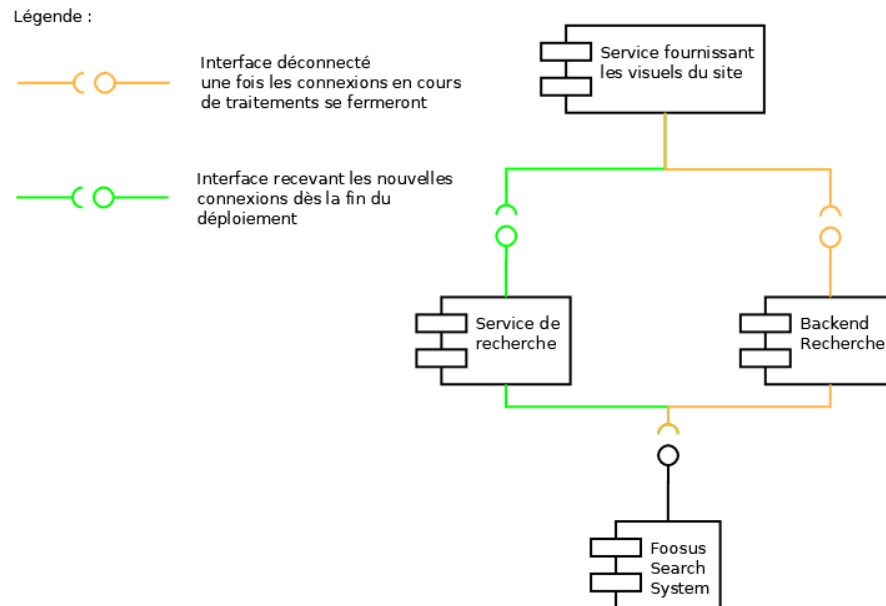 Légende :
Interface déconnecté
une fois les connexions en cours
de traitements se fermeront
Interface recevant les nouvelles
connexions dès la fin du
déploiement
Service fournissant
les visuels du site
Service de
recherche
Backend
Recherche
Foosus
Search
System